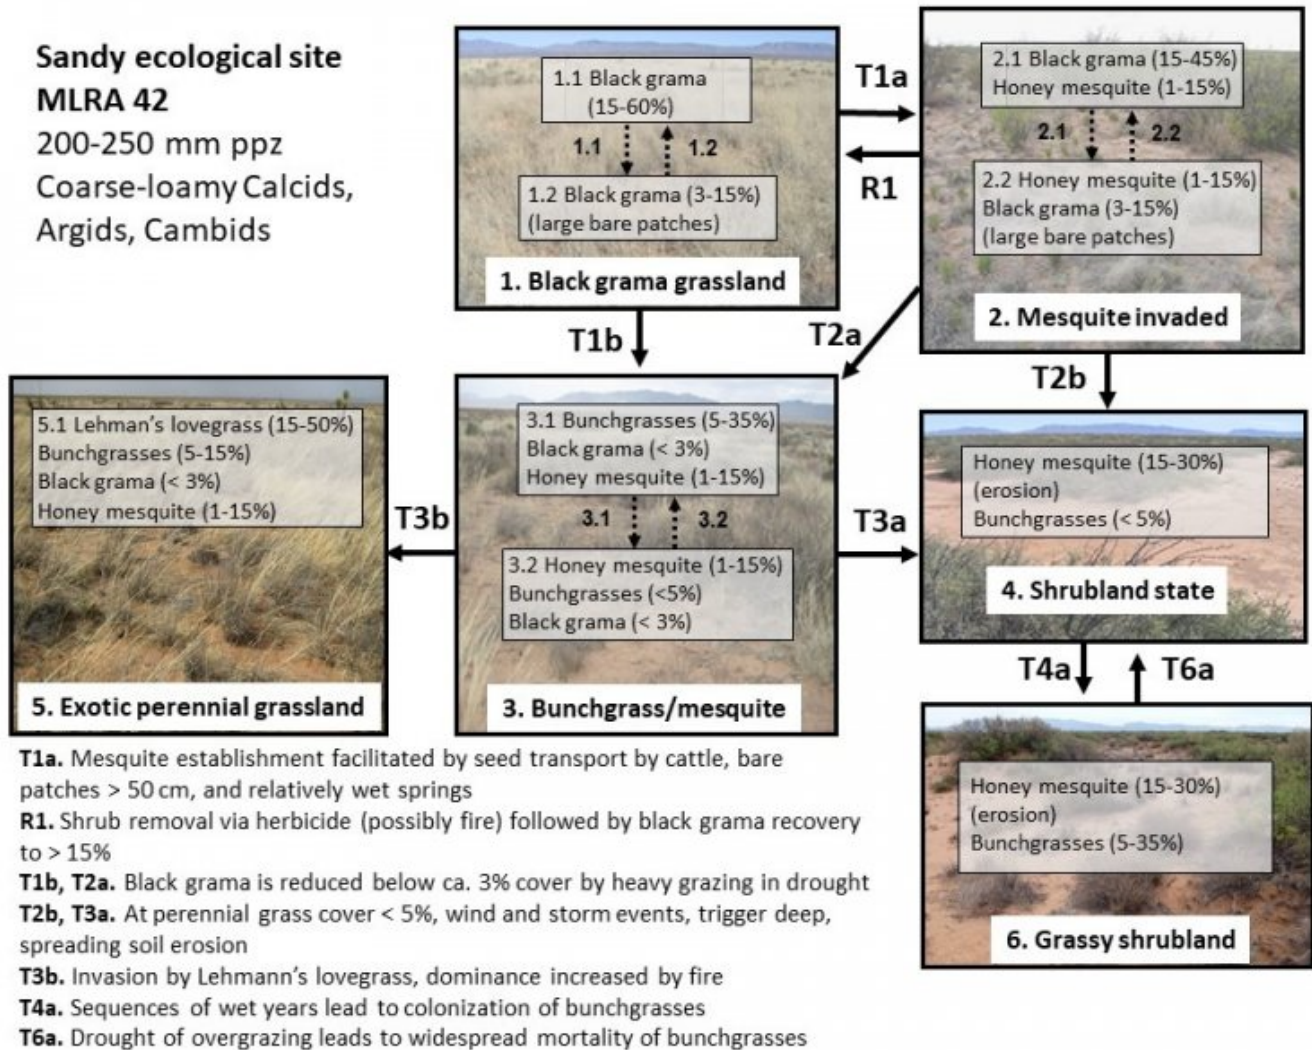 Sandy ecological site
MLRA 42
200-250 mm ppz
Coarse-loamy Calcids,
Argids, Cambids
1.1 Black grama
(15-60%)
1.1
1.2
1.2 Black grama (3-15%)
(large bare patches)
1. Black grama grassland
T1a
R1
2.1 Black grama (15-45%)
Honey mesquite (1-15%)
2.1
2.2
2.2 Honey mesquite (1-15%)
Black grama (3-15%)
(large bare patches)
2. Mesquite invaded
T1b
T2a
T2b
5.1 Lehman’s lovegrass (15-50%)
Bunchgrasses (5-15%)
Black grama (< 3%)
Honey mesquite (1-15%)
5. Exotic perennial grassland
T3b
3.1 Bunchgrasses (5-35%)
Black grama (< 3%)
Honey mesquite (1-15%)
3.1
3.2
3.2 Honey mesquite (1-15%)
Bunchgrasses (<5%)
Black grama (< 3%)
3. Bunchgrass/mesquite
T3a
Honey mesquite (15-30%)
(erosion)
Bunchgrasses (< 5%)
4. Shrubland state
T4a
T6a
Honey mesquite (15-30%)
(erosion)
Bunchgrasses (5-35%)
6. Grassy shrubland
T1a. Mesquite establishment facilitated by seed transport by cattle, bare
patches > 50 cm, and relatively wet springs
R1. Shrub removal via herbicide (possibly fire) followed by black grama recovery
to > 15%
T1b, T2a. Black grama is reduced below ca. 3% cover by heavy grazing in drought
T2b, T3a. At perennial grass cover < 5%, wind and storm events, trigger deep,
spreading soil erosion
T3b. Invasion by Lehmann’s lovegrass, dominance increased by fire
T4a. Sequences of wet years lead to colonization of bunchgrasses
T6a. Drought of overgrazing leads to widespread mortality of bunchgrasses